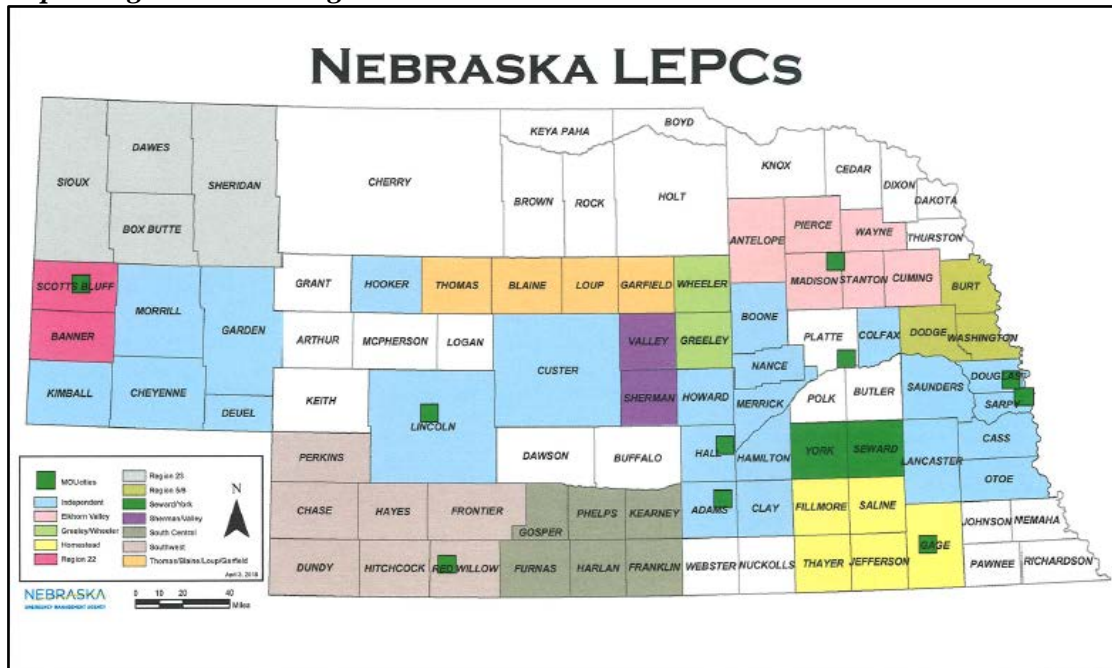 NEBRASKA LEPCS
BOYD
KEYA PAHA
KNOX
CEDAR
DAWES
DIXON
SIOUX
CHERRY
SHERIDAN
HOLT
DAKOTA
BROWN
ROCK
BOX BUTTE
PIERCE
WAYNE
THURSTON
ANTELOPE
SCOTTS BLUFF
GRANT
HOOKER
THOMAS
BLAINE
LOUP
GARFIELD
WHEELER
MADISON
STANTON
CUMING
BURT
MORRILL
GARDEN
BOONE
BANNER
ARTHUR
MCPHERSON
LOGAN
VALLEY
GREELEY
PLATTE
COLFAX
DODGE
WASHINGTON
CUSTER
NANCE
KIMBALL
CHEYENNE
DEUEL
KEITH
LINCOLN
SHERMAN
HOWARD
MERRICK
POLK
BUTLER
SAUNDERS
DOUGLAS
SARPY
PERKINS
DAWSON
BUFFALO
HALL
HAMILTON
YORK
SEWARD
LANCASTER
CASS
OTOE
CHASE
HAYES
FRONTIER
GOSPER
PHELPS
KEARNEY
ADAMS
CLAY
FILLMORE
SALINE
GAGE
JOHNSON
NEMAHA
DUNDY
HITCHCOCK
RED WILLOW
FURNAS
HARLAN
FRANKLIN
WEBSTER
NUCKOLLS
THAYER
JEFFERSON
PAWNEE
RICHARDSON
MOU/cities
Independent
Elkhorn Valley
Greeley/Wheeler
Homestead
Region 22
Region 23
Region 5/6
Seward/York
Sherman/Valley
South Central
Southwest
Thomas/Blaine/Loup/Garfield
N
NEBRASKA
EMERGENCY MANAGEMENT AGENCY
0 10 20 40
Miles